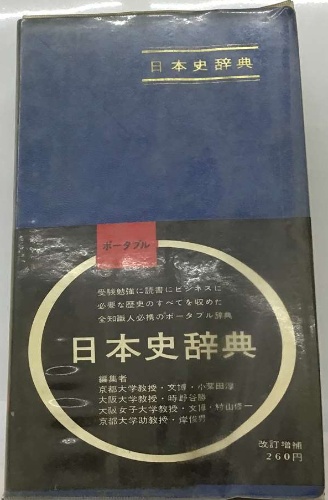 日本史辞典
ポータブル
受験勉強に読書にビジネスに
必要な歴史のすべてを収めた
全知識人必携のポータブル辞典
日本史辞典
編集者
京都大学教授・文博・小葉田淳
大阪大学教授・時野谷勝
大阪女子大学教授・文博・村山修一
京都大学助教授・岸俊男
改訂増補
260円